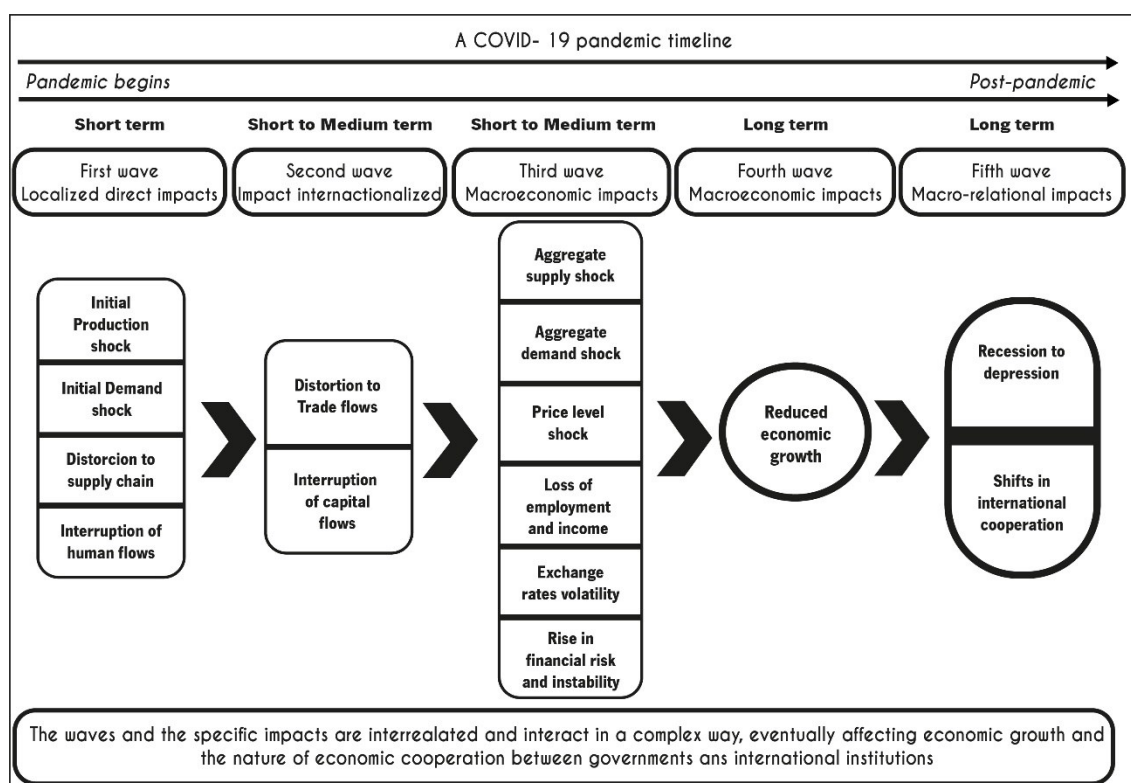 A COVID- 19 pandemic timeline
Pandemic begins
Post-pandemic
Short term
Short to Medium term
Short to Medium term
Long term
Long term
First wave
Localized direct impacts
Second wave
Impact internactionalized
Third wave
Macroeconomic impacts
Fourth wave
Macroeconomic impacts
Fifth wave
Macro-relational impacts
Initial
Production
shock
Initial Demand
shock
Distorcion to
supply chain
Interruption of
human flows
Distortion to
Trade flows
Interruption
of capital
flows
Aggregate
supply shock
Aggregate
demand shock
Price level
shock
Loss of
employment
and income
Exchange
rates volatility
Rise in
financial risk
and instability
Reduced
economic
growth
Recession to
depression
Shifts in
international
cooperation
The waves and the specific impacts are interrealated and interact in a complex way, eventually affecting economic growth and
the nature of economic cooperation between governments ans international institutions